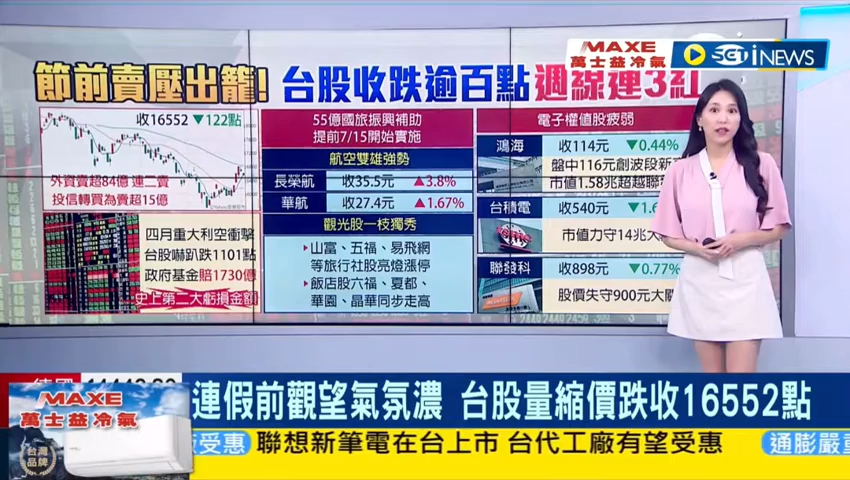 MAXE
萬士益冷氣
SETi NEWS
節前賣壓出籠! 台股收跌逾百點 週線連3紅
收16552 ▼122點
外資賣超84億 連二賣
投信轉買為賣超15億
四月重大利空衝擊
台股嚇趴跌1101點
政府基金賠1730億
史上第二大虧損金額
55億國旅振興補助
提前7/15開始實施
航空雙雄強勢
長榮航 收35.5元 ▲3.8%
華航 收27.4元 ▲1.67%
觀光股一枝獨秀
▸山富、五福、易飛網
等旅行社股亮燈漲停
▸飯店股六福、夏都、
華園、晶華同步走高
電子權值股疲弱
鴻海 收114元 ▼0.44%
盤中116元創波段新
市值1.58兆超越聯
台積電 收540元 ▼1.
市值力守14兆大
聯發科 收898元 ▼0.77%
股價失守900元大關
連假前觀望氣氛濃 台股量縮價跌收16552點
MAXE
萬士益冷氣
台灣
品牌
受惠 聯想新筆電在台上市 台代工廠有望受惠 通膨嚴重